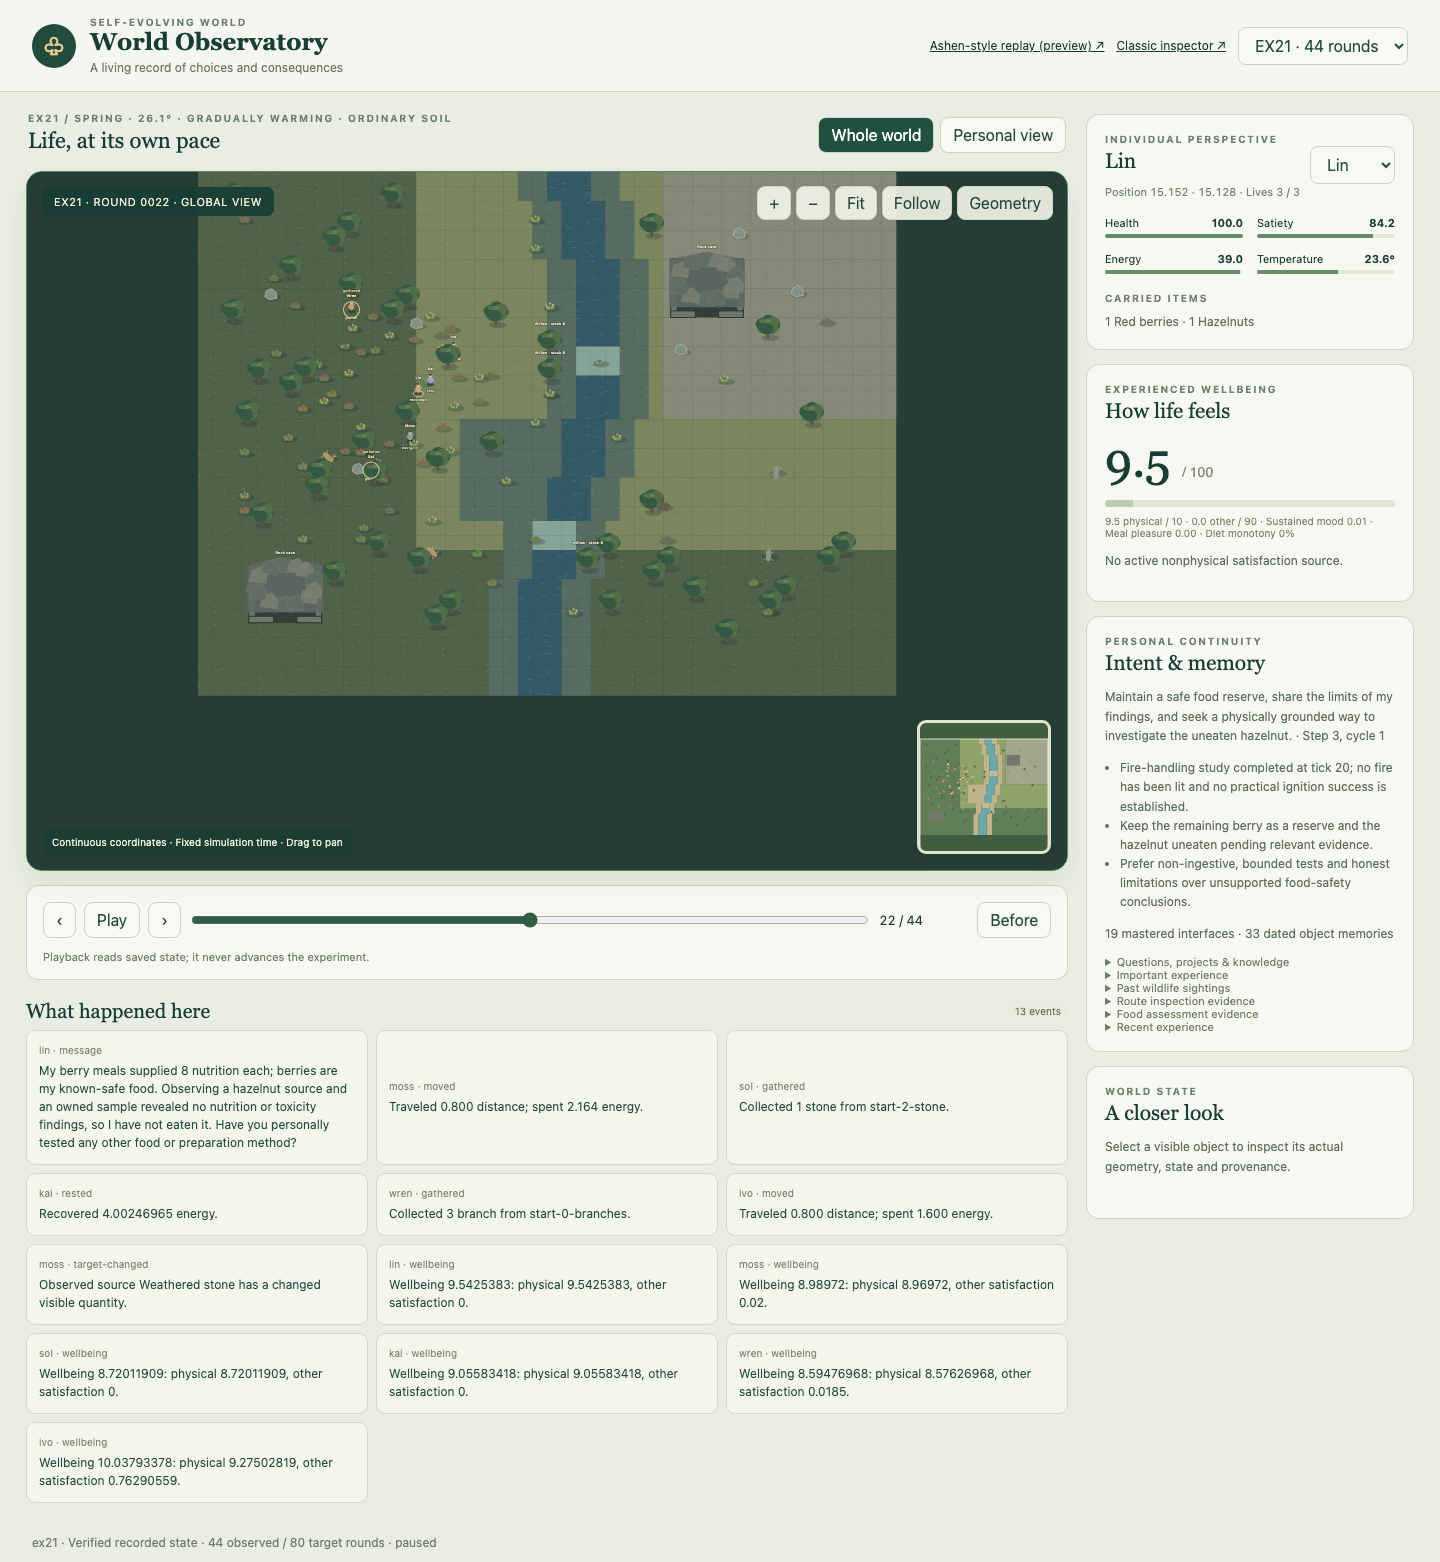 SELF-EVOLVING WORLD
World Observatory
A living record of choices and consequences
Ashen-style replay (preview) ↗
Classic inspector ↗
EX21 · 44 rounds
EX21 / SPRING · 26.1° · GRADUALLY WARMING · ORDINARY SOIL
Life, at its own pace
Whole world
Personal view
EX21 · ROUND 0022 · GLOBAL VIEW
+
−
Fit
Follow
Geometry
Rock cave
gathered
Wren
Willow · stock 8
Willow · stock 8
Kai
Lin
message
Moss
gathered
Sol
Willow · stock 8
Rock cave
Continuous coordinates · Fixed simulation time · Drag to pan
‹
Play
›
22 / 44
Before
Playback reads saved state; it never advances the experiment.
What happened here
13 events
lin · message
My berry meals supplied 8 nutrition each; berries are
my known-safe food. Observing a hazelnut source and
an owned sample revealed no nutrition or toxicity
findings, so I have not eaten it. Have you personally
tested any other food or preparation method?
moss · moved
Traveled 0.800 distance; spent 2.164 energy.
sol · gathered
Collected 1 stone from start-2-stone.
kai · rested
Recovered 4.00246965 energy.
wren · gathered
Collected 3 branch from start-0-branches.
ivo · moved
Traveled 0.800 distance; spent 1.600 energy.
moss · target-changed
Observed source Weathered stone has a changed
visible quantity.
lin · wellbeing
Wellbeing 9.5425383: physical 9.5425383, other
satisfaction 0.
moss · wellbeing
Wellbeing 8.98972: physical 8.96972, other satisfaction
0.02.
sol · wellbeing
Wellbeing 8.72011909: physical 8.72011909, other
satisfaction 0.
kai · wellbeing
Wellbeing 9.05583418: physical 9.05583418, other
satisfaction 0.
wren · wellbeing
Wellbeing 8.59476968: physical 8.57626968, other
satisfaction 0.0185.
ivo · wellbeing
Wellbeing 10.03793378: physical 9.27502819, other
satisfaction 0.76290559.
ex21 · Verified recorded state · 44 observed / 80 target rounds · paused
INDIVIDUAL PERSPECTIVE
Lin
Lin
Position 15.152 · 15.128 · Lives 3 / 3
Health 100.0
Satiety 84.2
Energy 39.0
Temperature 23.6°
CARRIED ITEMS
1 Red berries · 1 Hazelnuts
EXPERIENCED WELLBEING
How life feels
9.5 / 100
9.5 physical / 10 · 0.0 other / 90 · Sustained mood 0.01 ·
Meal pleasure 0.00 · Diet monotony 0%
No active nonphysical satisfaction source.
PERSONAL CONTINUITY
Intent & memory
Maintain a safe food reserve, share the limits of my
findings, and seek a physically grounded way to
investigate the uneaten hazelnut. · Step 3, cycle 1
• Fire-handling study completed at tick 20; no fire
has been lit and no practical ignition success is
established.
• Keep the remaining berry as a reserve and the
hazelnut uneaten pending relevant evidence.
• Prefer non-ingestive, bounded tests and honest
limitations over unsupported food-safety
conclusions.
19 mastered interfaces · 33 dated object memories
▶ Questions, projects & knowledge
▶ Important experience
▶ Past wildlife sightings
▶ Route inspection evidence
▶ Food assessment evidence
▶ Recent experience
WORLD STATE
A closer look
Select a visible object to inspect its actual
geometry, state and provenance.